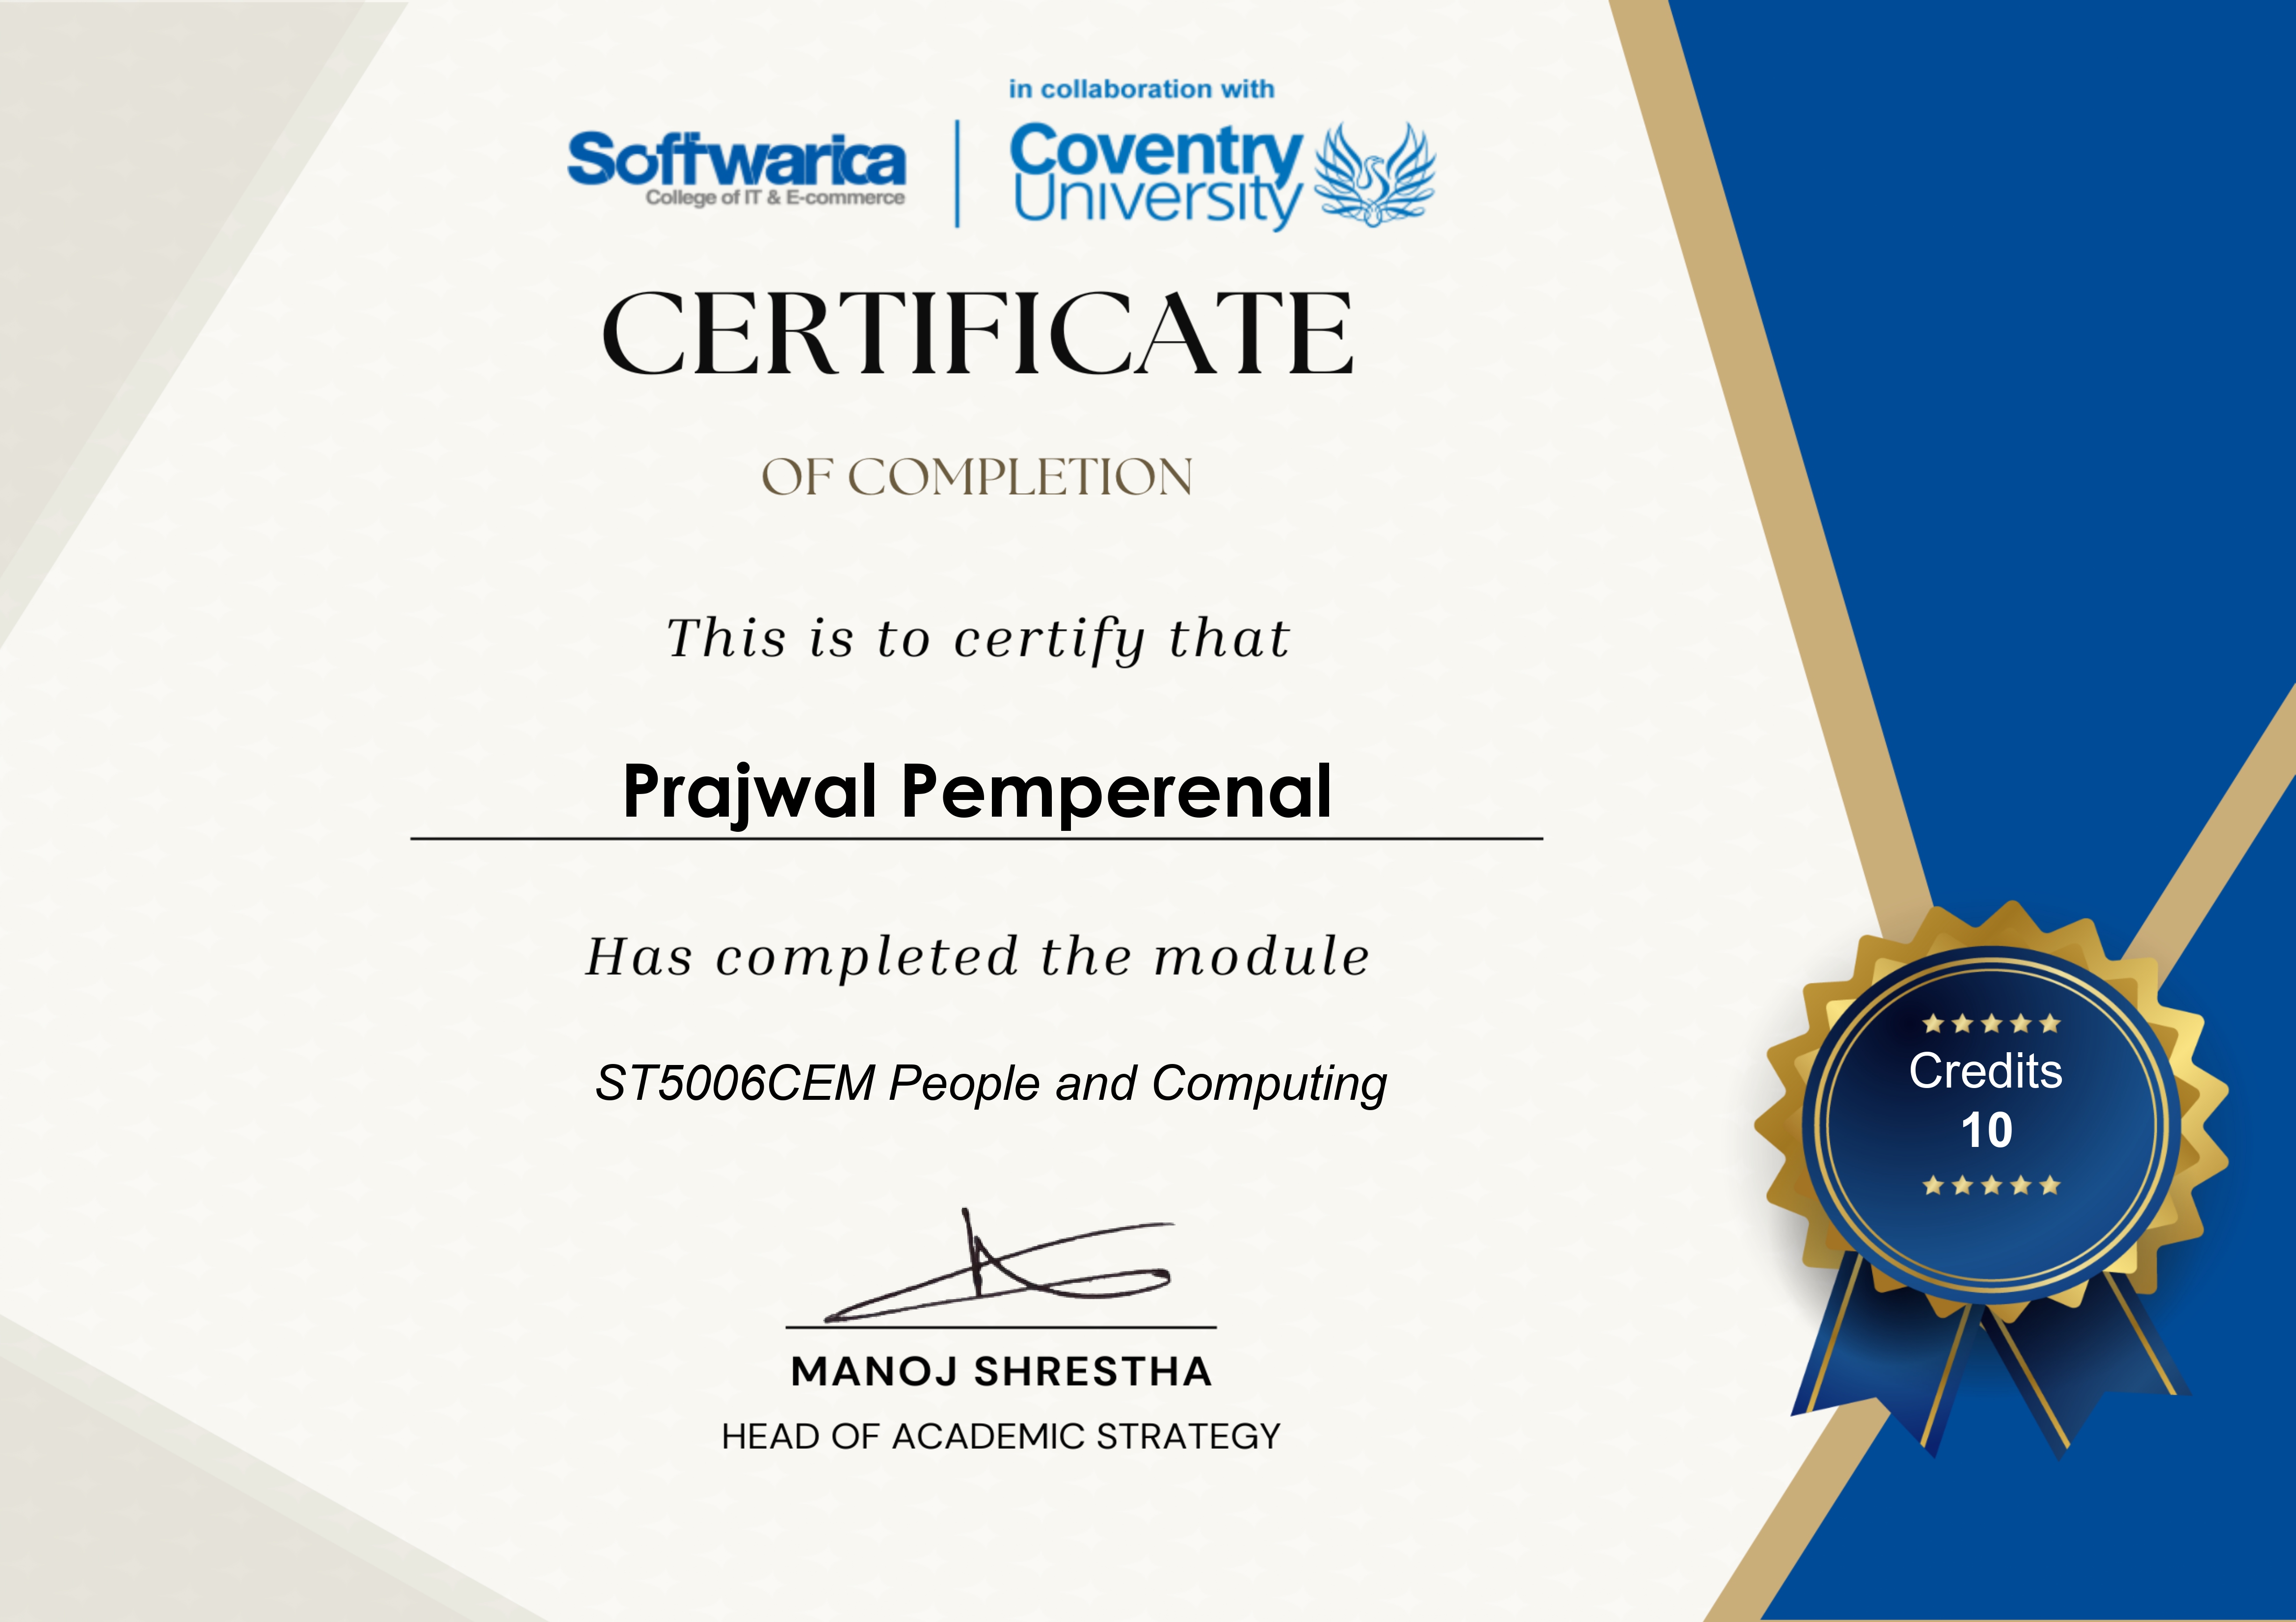 in collaboration with
Softwarica
College of IT & E-commerce
Coventry
University
CERTIFICATE
OF COMPLETION
This is to certify that
Prajwal Pemperenal
Has completed the module
ST5006CEM People and Computing
Credits
10
MANOJ SHRESTHA
HEAD OF ACADEMIC STRATEGY